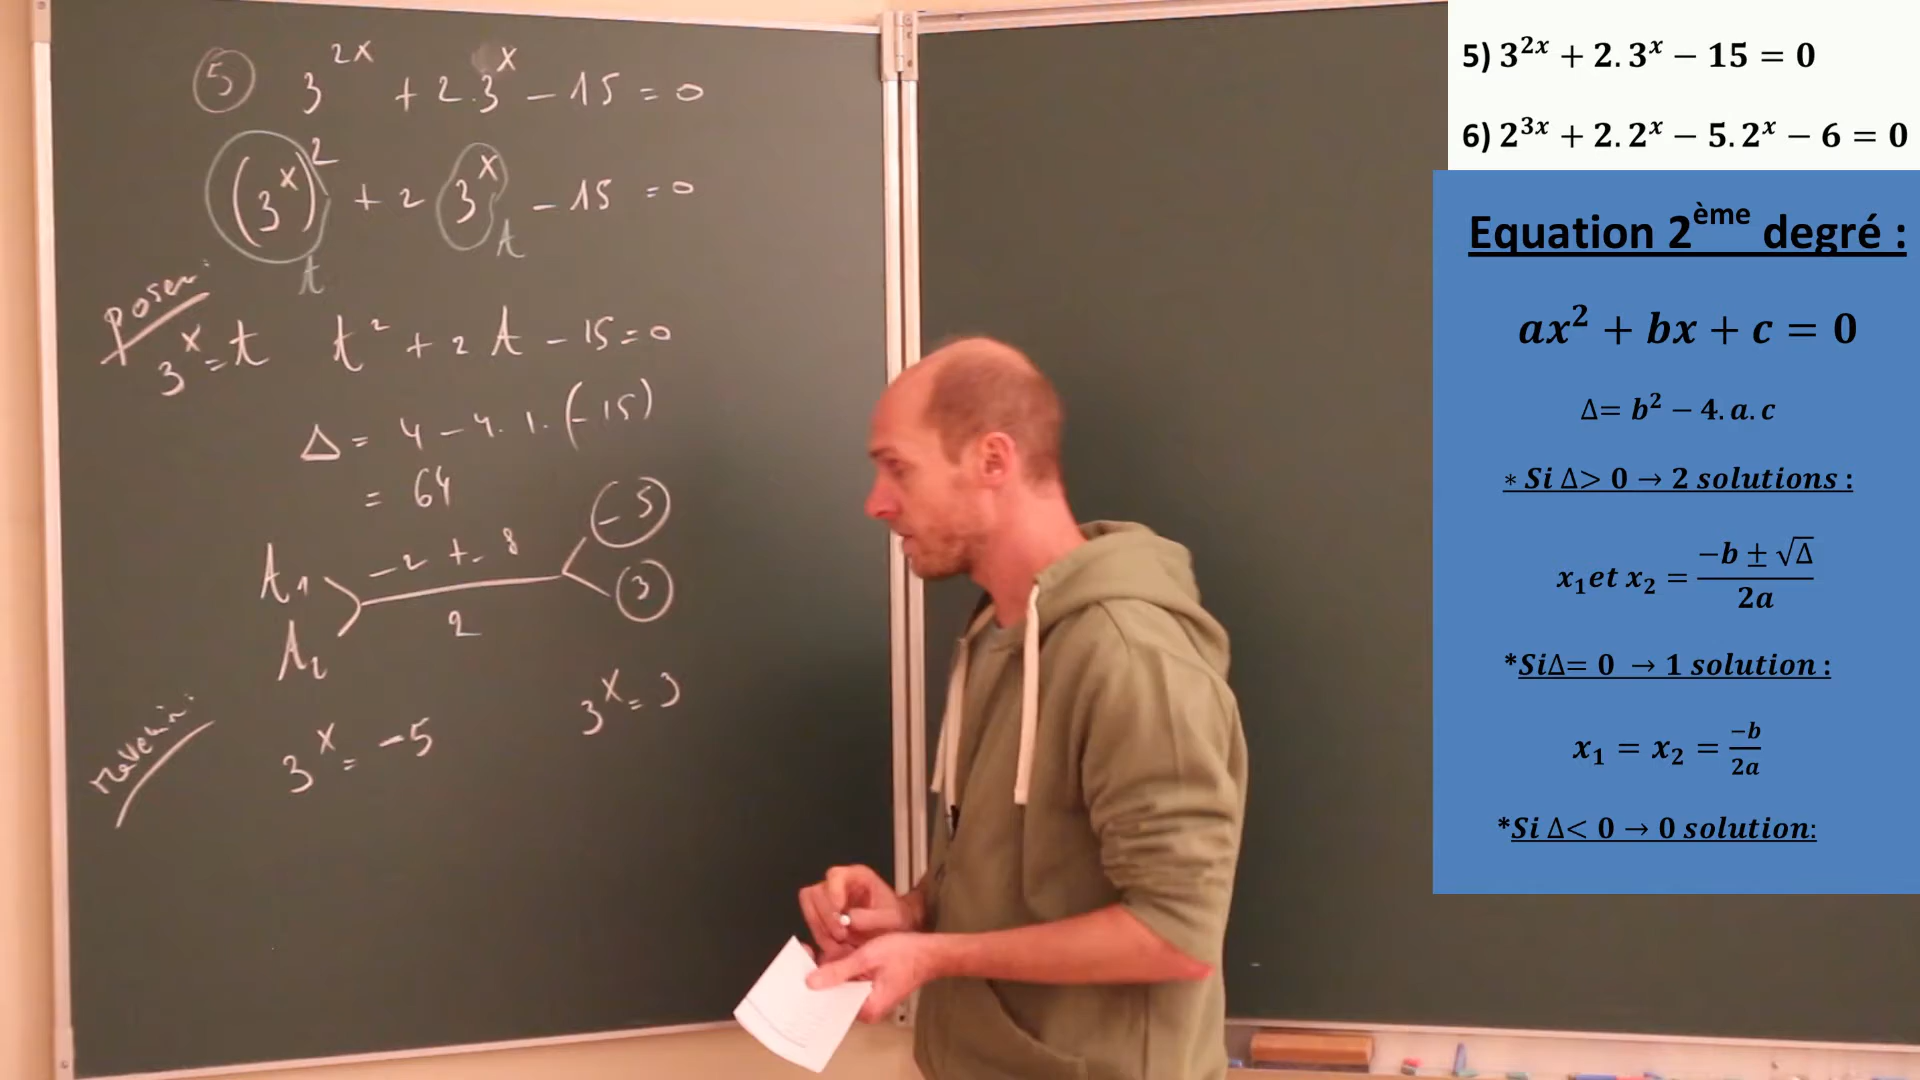 5 3^2x + 2.3^x - 15 = 0
(3^x)^2 + 2 3^x - 15 = 0
t t
poser:
3^x = t t^2 + 2 t - 15 = 0
Δ = 4 - 4. 1. (-15)
= 64
t1 t2 -2 +- 8 / 2 -5 3
revenir:
3^x = -5 3^x = 3
5) 3^2x + 2. 3^x − 15 = 0
6) 2^3x + 2. 2^x − 5. 2^x − 6 = 0
Equation 2ème degré :
ax² + bx + c = 0
Δ= b² − 4. a. c
∗ Si Δ> 0 → 2 solutions :
x₁et x₂ = (−b ± √Δ) / 2a
*SiΔ= 0 → 1 solution :
x₁ = x₂ = −b / 2a
*Si Δ< 0 → 0 solution: